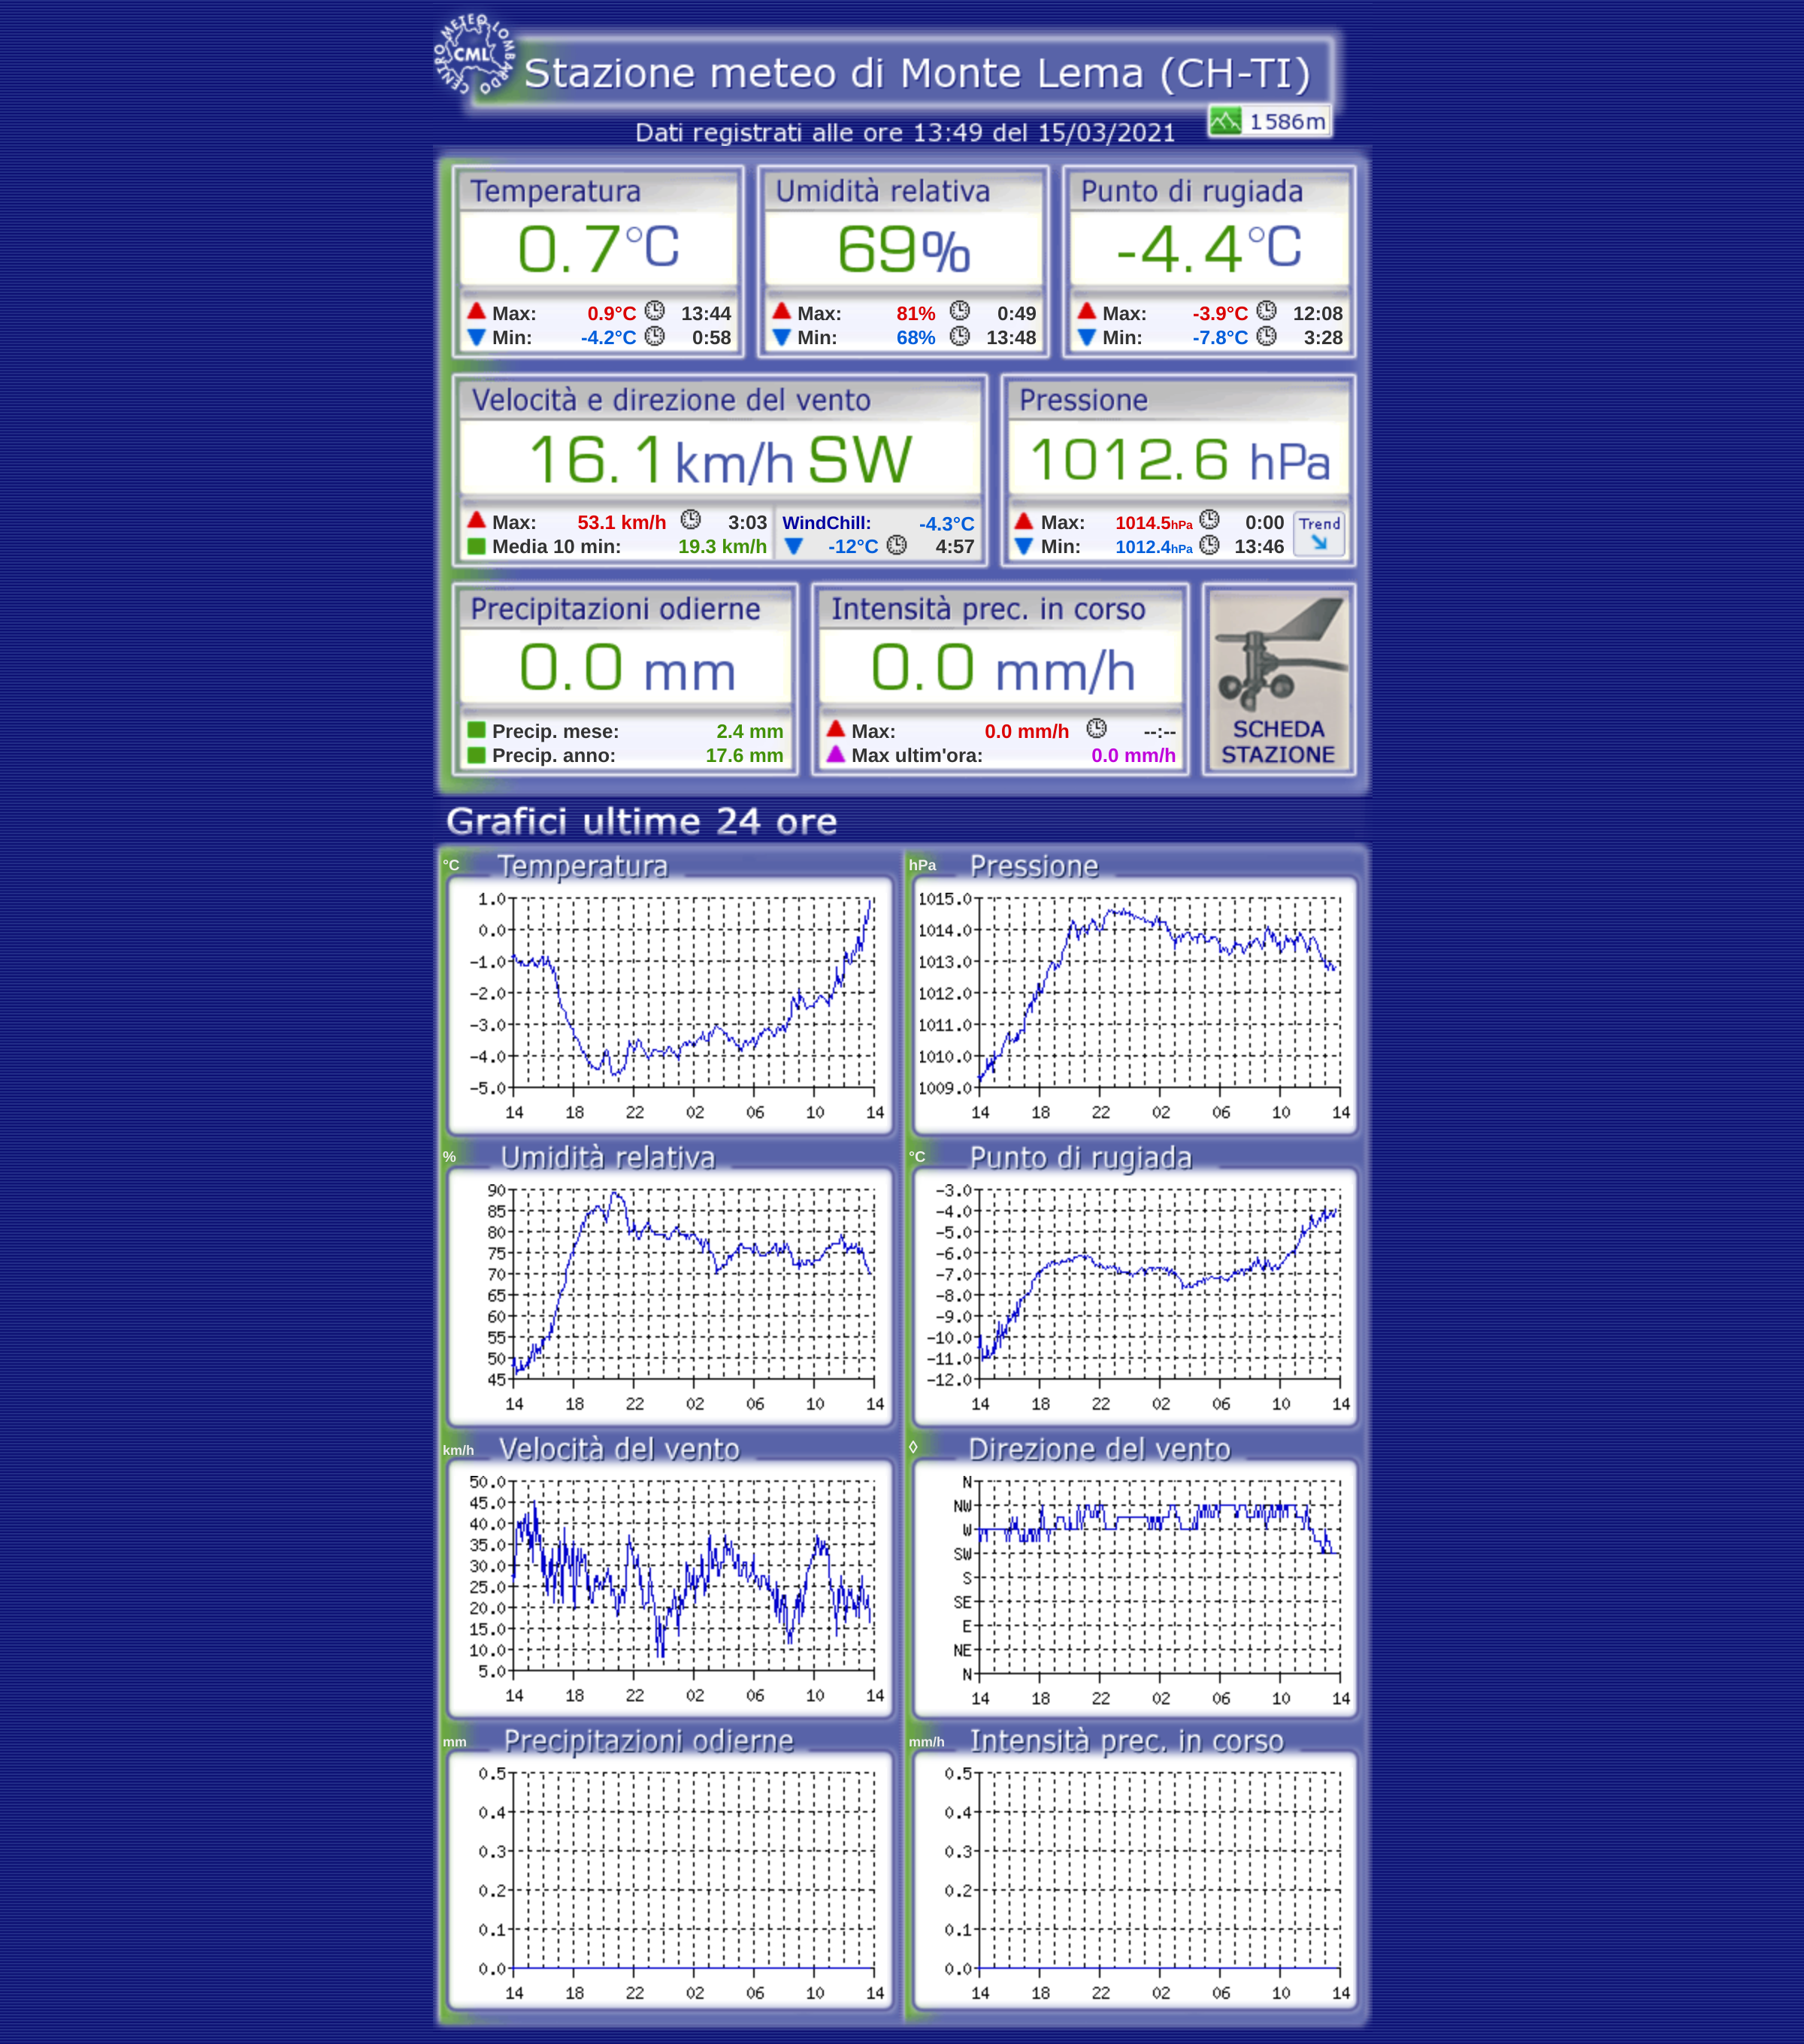 CENTRO METEO LOMBARDO
CML
Stazione meteo di Monte Lema (CH-TI)
1586m
Dati registrati alle ore 13:49 del 15/03/2021
Temperatura
0.7°C
Max: 0.9°C 13:44
Min: -4.2°C 0:58
Umidità relativa
69%
Max: 81% 0:49
Min: 68% 13:48
Punto di rugiada
-4.4°C
Max: -3.9°C 12:08
Min: -7.8°C 3:28
Velocità e direzione del vento
16.1 km/h SW
Max: 53.1 km/h 3:03
Media 10 min: 19.3 km/h
WindChill: -4.3°C
-12°C 4:57
Pressione
1012.6 hPa
Max: 1014.5hPa 0:00
Min: 1012.4hPa 13:46
Trend
Precipitazioni odierne
0.0 mm
Precip. mese: 2.4 mm
Precip. anno: 17.6 mm
Intensità prec. in corso
0.0 mm/h
Max: 0.0 mm/h --:--
Max ultim'ora: 0.0 mm/h
SCHEDA
STAZIONE
Grafici ultime 24 ore
°C Temperatura
1.0
0.0
-1.0
-2.0
-3.0
-4.0
-5.0
14 18 22 02 06 10 14
hPa Pressione
1015.0
1014.0
1013.0
1012.0
1011.0
1010.0
1009.0
14 18 22 02 06 10 14
% Umidità relativa
90
85
80
75
70
65
60
55
50
45
14 18 22 02 06 10 14
°C Punto di rugiada
-3.0
-4.0
-5.0
-6.0
-7.0
-8.0
-9.0
-10.0
-11.0
-12.0
14 18 22 02 06 10 14
km/h Velocità del vento
50.0
45.0
40.0
35.0
30.0
25.0
20.0
15.0
10.0
5.0
14 18 22 02 06 10 14
◊ Direzione del vento
N
NW
W
SW
S
SE
E
NE
N
14 18 22 02 06 10 14
mm Precipitazioni odierne
0.5
0.4
0.3
0.2
0.1
0.0
14 18 22 02 06 10 14
mm/h Intensità prec. in corso
0.5
0.4
0.3
0.2
0.1
0.0
14 18 22 02 06 10 14